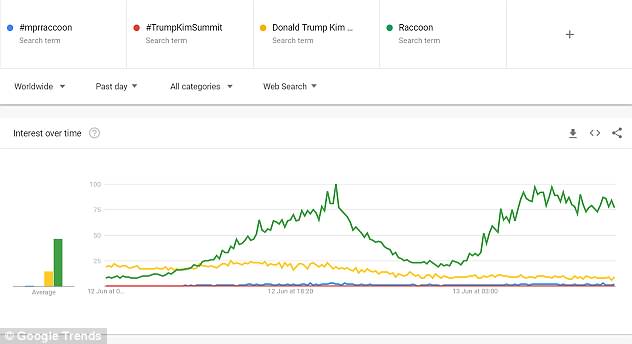 #mprraccoon
Search term
#TrumpKimSummit
Search term
Donald Trump Kim ...
Search term
Raccoon
Search term
+
Worldwide
Past day
All categories
Web Search
Interest over time
?
100
75
50
25
Average
12 Jun at 0...
12 Jun at 18:20
13 Jun at 03:00
© Google Trends